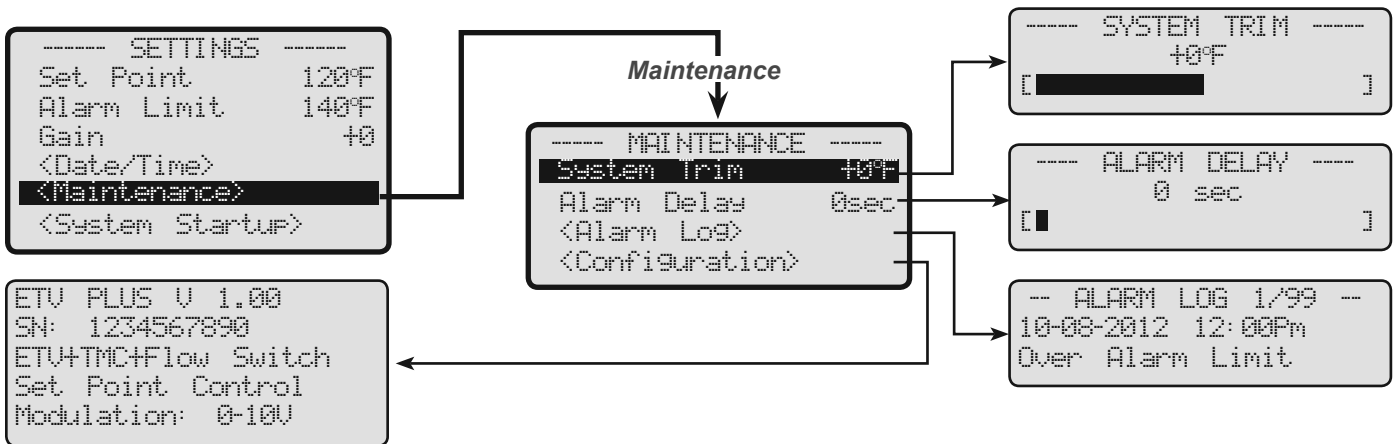 ------ SETTINGS ------
Set Point 120°F
Alarm Limit 140°F
Gain +0
<Date/Time>
<Maintenance>
<System Startup>
Maintenance
----- MAINTENANCE -----
System Trim +0°F
Alarm Delay 0sec
<Alarm Log>
<Configuration>
----- SYSTEM TRIM -----
+0°F
[ ]
---- ALARM DELAY ----
0 sec
[ ]
-- ALARM LOG 1/99 --
10-08-2012 12:00Pm
Over Alarm Limit
ETV PLUS V 1.00
SN: 1234567890
ETV+TMC+Flow Switch
Set Point Control
Modulation: 0-10V